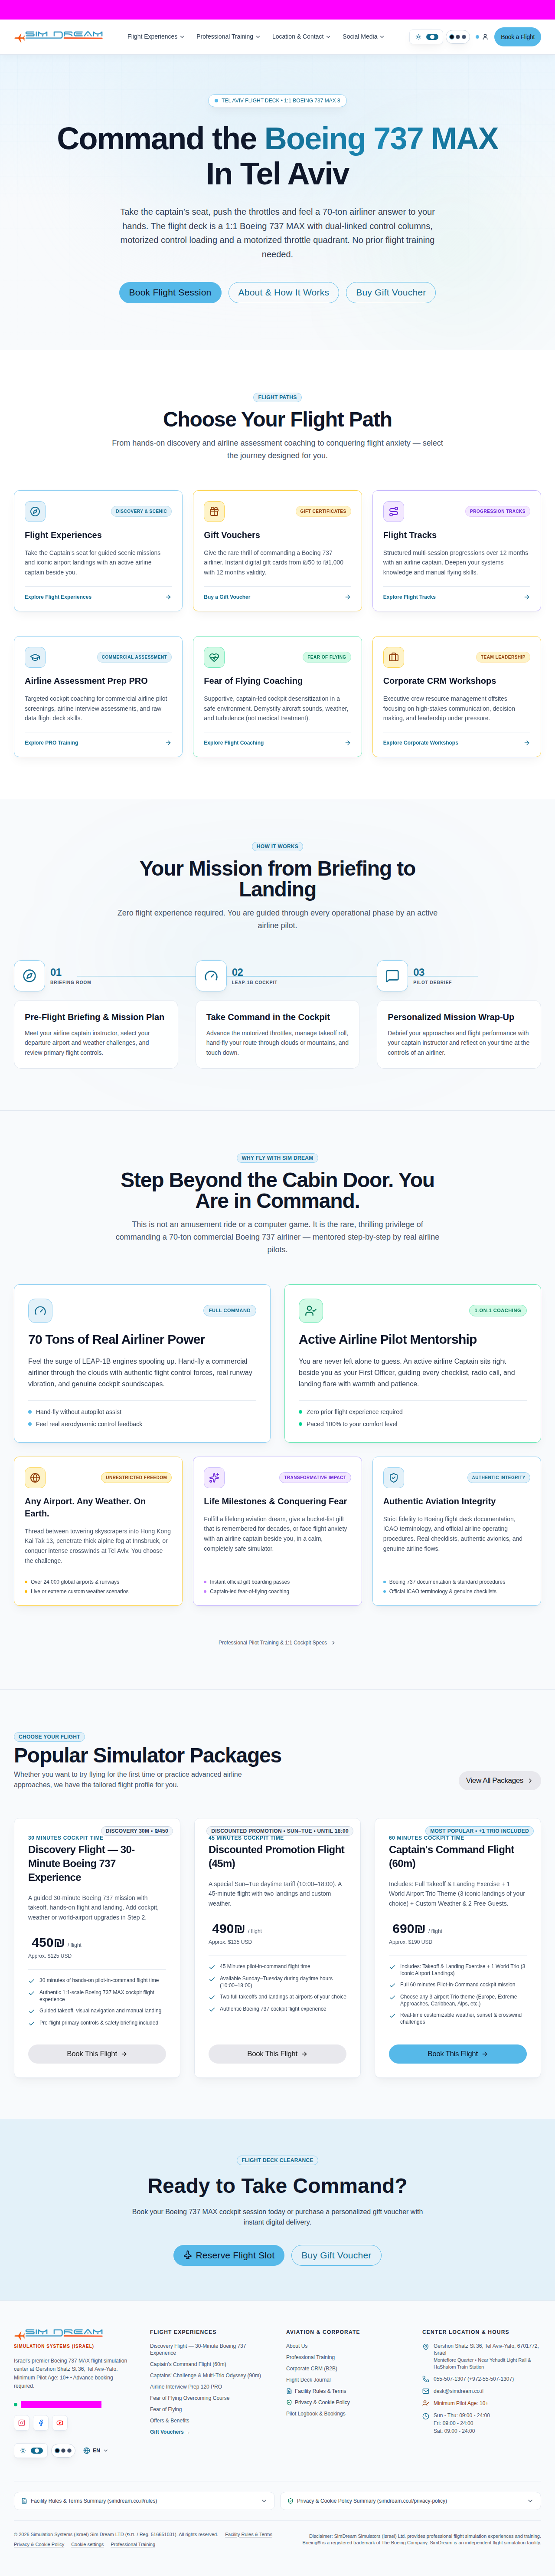 SIM DREAM
Flight Experiences
Professional Training
Location & Contact
Social Media
Book a Flight
TEL AVIV FLIGHT DECK • 1:1 BOEING 737 MAX 8
Command the Boeing 737 MAX
In Tel Aviv
Take the captain's seat, push the throttles and feel a 70-ton airliner answer to your
hands. The flight deck is a 1:1 Boeing 737 MAX with dual-linked control columns,
motorized control loading and a motorized throttle quadrant. No prior flight training
needed.
Book Flight Session
About & How It Works
Buy Gift Voucher
FLIGHT PATHS
Choose Your Flight Path
From hands-on discovery and airline assessment coaching to conquering flight anxiety — select
the journey designed for you.
DISCOVERY & SCENIC
Flight Experiences
Take the Captain's seat for guided scenic missions
and iconic airport landings with an active airline
captain beside you.
Explore Flight Experiences
GIFT CERTIFICATES
Gift Vouchers
Give the rare thrill of commanding a Boeing 737
airliner. Instant digital gift cards from ₪50 to ₪1,000
with 12 months validity.
Buy a Gift Voucher
PROGRESSION TRACKS
Flight Tracks
Structured multi-session progressions over 12 months
with an airline captain. Deepen your systems
knowledge and manual flying skills.
Explore Flight Tracks
COMMERCIAL ASSESSMENT
Airline Assessment Prep PRO
Targeted cockpit coaching for commercial airline pilot
screenings, airline interview assessments, and raw
data flight deck skills.
Explore PRO Training
FEAR OF FLYING
Fear of Flying Coaching
Supportive, captain-led cockpit desensitization in a
safe environment. Demystify aircraft sounds, weather,
and turbulence (not medical treatment).
Explore Flight Coaching
TEAM LEADERSHIP
Corporate CRM Workshops
Executive crew resource management offsites
focusing on high-stakes communication, decision
making, and leadership under pressure.
Explore Corporate Workshops
HOW IT WORKS
Your Mission from Briefing to
Landing
Zero flight experience required. You are guided through every operational phase by an active
airline pilot.
01
BRIEFING ROOM
Pre-Flight Briefing & Mission Plan
Meet your airline captain instructor, select your
departure airport and weather challenges, and
review primary flight controls.
02
LEAP-1B COCKPIT
Take Command in the Cockpit
Advance the motorized throttles, manage takeoff roll,
hand-fly your route through clouds or mountains, and
touch down.
03
PILOT DEBRIEF
Personalized Mission Wrap-Up
Debrief your approaches and flight performance with
your captain instructor and reflect on your time at the
controls of an airliner.
WHY FLY WITH SIM DREAM
Step Beyond the Cabin Door. You
Are in Command.
This is not an amusement ride or a computer game. It is the rare, thrilling privilege of
commanding a 70-ton commercial Boeing 737 airliner — mentored step-by-step by real airline
pilots.
FULL COMMAND
70 Tons of Real Airliner Power
Feel the surge of LEAP-1B engines spooling up. Hand-fly a commercial
airliner through the clouds with authentic flight control forces, real runway
vibration, and genuine cockpit soundscapes.
Hand-fly without autopilot assist
Feel real aerodynamic control feedback
1-ON-1 COACHING
Active Airline Pilot Mentorship
You are never left alone to guess. An active airline Captain sits right
beside you as your First Officer, guiding every checklist, radio call, and
landing flare with warmth and patience.
Zero prior flight experience required
Paced 100% to your comfort level
UNRESTRICTED FREEDOM
Any Airport. Any Weather. On
Earth.
Thread between towering skyscrapers into Hong Kong
Kai Tak 13, penetrate thick alpine fog at Innsbruck, or
conquer intense crosswinds at Tel Aviv. You choose
the challenge.
Over 24,000 global airports & runways
Live or extreme custom weather scenarios
TRANSFORMATIVE IMPACT
Life Milestones & Conquering Fear
Fulfill a lifelong aviation dream, give a bucket-list gift
that is remembered for decades, or face flight anxiety
with an airline captain beside you, in a calm,
completely safe simulator.
Instant official gift boarding passes
Captain-led fear-of-flying coaching
AUTHENTIC INTEGRITY
Authentic Aviation Integrity
Strict fidelity to Boeing flight deck documentation,
ICAO terminology, and official airline operating
procedures. Real checklists, authentic avionics, and
genuine airline flows.
Boeing 737 documentation & standard procedures
Official ICAO terminology & genuine checklists
Professional Pilot Training & 1:1 Cockpit Specs
CHOOSE YOUR FLIGHT
Popular Simulator Packages
Whether you want to try flying for the first time or practice advanced airline
approaches, we have the tailored flight profile for you.
View All Packages
DISCOVERY 30M • ₪450
30 MINUTES COCKPIT TIME
Discovery Flight — 30-
Minute Boeing 737
Experience
A guided 30-minute Boeing 737 mission with
takeoff, hands-on flight and landing. Add cockpit,
weather or world-airport upgrades in Step 2.
450₪ / flight
Approx. $125 USD
30 minutes of hands-on pilot-in-command flight time
Authentic 1:1-scale Boeing 737 MAX cockpit flight
experience
Guided takeoff, visual navigation and manual landing
Pre-flight primary controls & safety briefing included
Book This Flight
DISCOUNTED PROMOTION • SUN–TUE • UNTIL 18:00
45 MINUTES COCKPIT TIME
Discounted Promotion Flight
(45m)
A special Sun–Tue daytime tariff (10:00–18:00). A
45-minute flight with two landings and custom
weather.
490₪ / flight
Approx. $135 USD
45 Minutes pilot-in-command flight time
Available Sunday–Tuesday during daytime hours
(10:00–18:00)
Two full takeoffs and landings at airports of your choice
Authentic Boeing 737 cockpit flight experience
Book This Flight
MOST POPULAR • +1 TRIO INCLUDED
60 MINUTES COCKPIT TIME
Captain's Command Flight
(60m)
Includes: Full Takeoff & Landing Exercise + 1
World Airport Trio Theme (3 iconic landings of your
choice) + Custom Weather & 2 Free Guests.
690₪ / flight
Approx. $190 USD
Includes: Takeoff & Landing Exercise + 1 World Trio (3
Iconic Airport Landings)
Full 60 minutes Pilot-in-Command cockpit mission
Choose any 3-airport Trio theme (Europe, Extreme
Approaches, Caribbean, Alps, etc.)
Real-time customizable weather, sunset & crosswind
challenges
Book This Flight
FLIGHT DECK CLEARANCE
Ready to Take Command?
Book your Boeing 737 MAX cockpit session today or purchase a personalized gift voucher with
instant digital delivery.
Reserve Flight Slot
Buy Gift Voucher
SIM DREAM
SIMULATION SYSTEMS (ISRAEL)
Israel's premier Boeing 737 MAX flight simulation
center at Gershon Shatz St 36, Tel Aviv-Yafo.
Minimum Pilot Age: 10+ • Advance booking
required.
EN
FLIGHT EXPERIENCES
Discovery Flight — 30-Minute Boeing 737
Experience
Captain's Command Flight (60m)
Captains' Challenge & Multi-Trio Odyssey (90m)
Airline Interview Prep 120 PRO
Fear of Flying Overcoming Course
Fear of Flying
Offers & Benefits
Gift Vouchers
AVIATION & CORPORATE
About Us
Professional Training
Corporate CRM (B2B)
Facility Rules & Terms
Privacy & Cookie Policy
Pilot Logbook & Bookings
CENTER LOCATION & HOURS
Gershon Shatz St 36, Tel Aviv-Yafo, 6701772,
Israel
Montefiore Quarter • Near Yehudit Light Rail &
HaShalom Train Station
055-507-1307 (+972-55-507-1307)
desk@simdream.co.il
Minimum Pilot Age: 10+
Sun - Thu: 09:00 - 24:00
Fri: 09:00 - 24:00
Sat: 09:00 - 24:00
Facility Rules & Terms Summary (simdream.co.il/rules)
Privacy & Cookie Policy Summary (simdream.co.il/privacy-policy)
© 2026 Simulation Systems (Israel) Sim Dream LTD (ח.פ. / Reg. 516651031). All rights reserved.
Facility Rules & Terms
Privacy & Cookie Policy
Cookie settings
Professional Training
Disclaimer: SimDream Simulators (Israel) Ltd. provides professional flight simulation experiences and training.
Boeing® is a registered trademark of The Boeing Company. SimDream is an independent flight simulation facility.